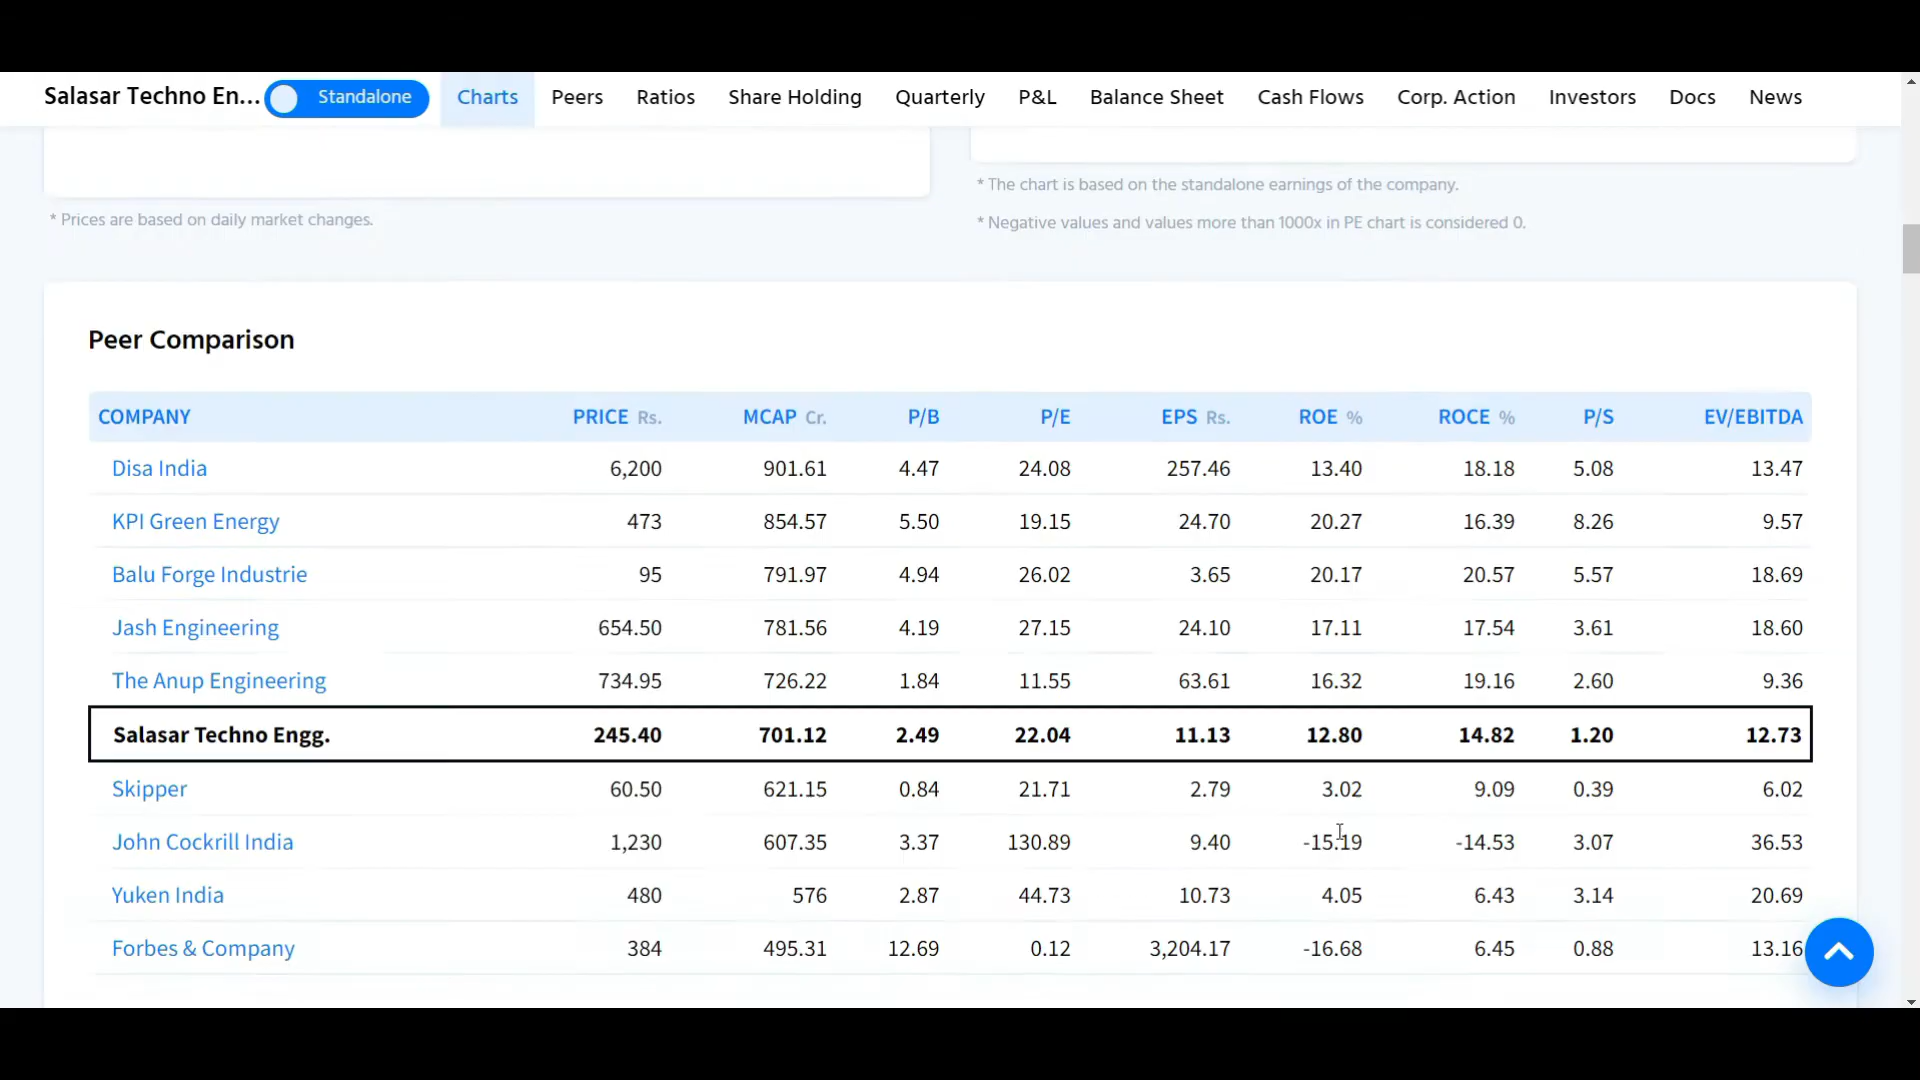 Salasar Techno En... Standalone Charts Peers Ratios Share Holding Quarterly P&L Balance Sheet Cash Flows Corp. Action Investors Docs News
* The chart is based on the standalone earnings of the company.
* Prices are based on daily market changes.
* Negative values and values more than 1000x in PE chart is considered 0.
Peer Comparison
COMPANY PRICE Rs. MCAP Cr. P/B P/E EPS Rs. ROE % ROCE % P/S EV/EBITDA
Disa India 6,200 901.61 4.47 24.08 257.46 13.40 18.18 5.08 13.47
KPI Green Energy 473 854.57 5.50 19.15 24.70 20.27 16.39 8.26 9.57
Balu Forge Industrie 95 791.97 4.94 26.02 3.65 20.17 20.57 5.57 18.69
Jash Engineering 654.50 781.56 4.19 27.15 24.10 17.11 17.54 3.61 18.60
The Anup Engineering 734.95 726.22 1.84 11.55 63.61 16.32 19.16 2.60 9.36
Salasar Techno Engg. 245.40 701.12 2.49 22.04 11.13 12.80 14.82 1.20 12.73
Skipper 60.50 621.15 0.84 21.71 2.79 3.02 9.09 0.39 6.02
John Cockrill India 1,230 607.35 3.37 130.89 9.40 -15.19 -14.53 3.07 36.53
Yuken India 480 576 2.87 44.73 10.73 4.05 6.43 3.14 20.69
Forbes & Company 384 495.31 12.69 0.12 3,204.17 -16.68 6.45 0.88 13.16